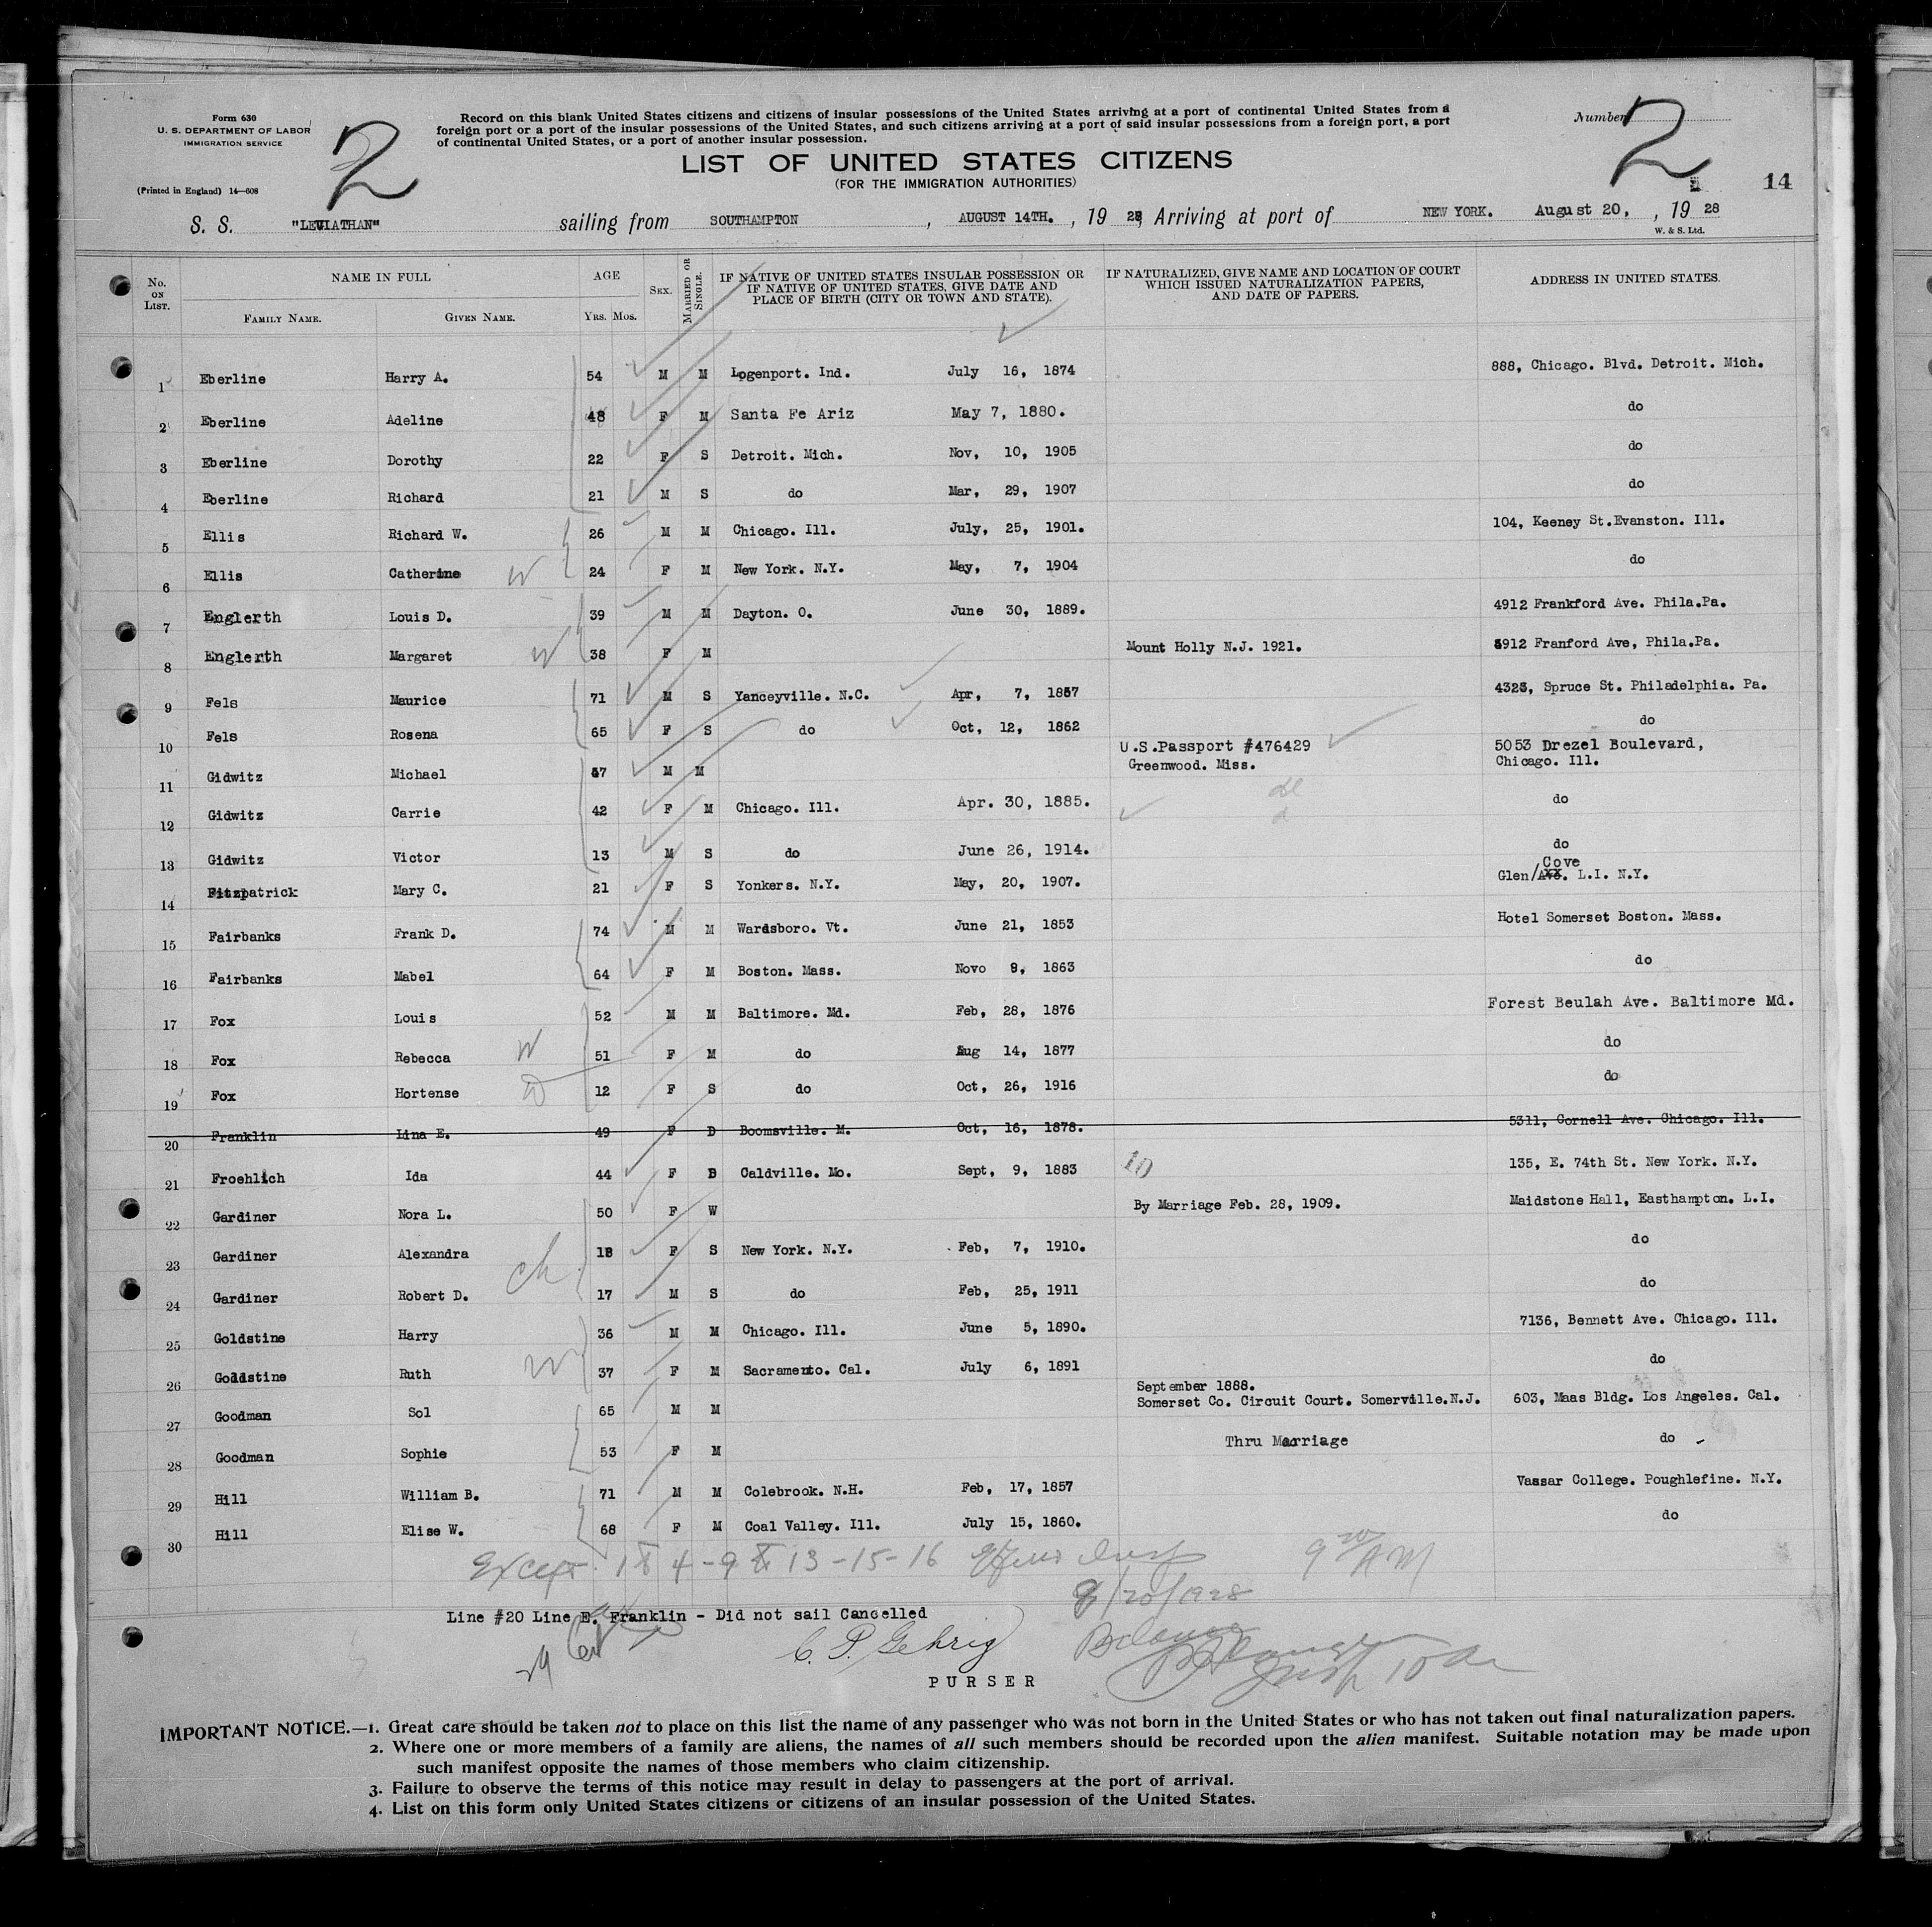 Form 630
U. S. DEPARTMENT OF LABOR
IMMIGRATION SERVICE
(Printed in England) 14—608
2
Record on this blank United States citizens and citizens of insular possessions of the United States arriving at a port of continental United States from a
foreign port or a port of the insular possessions of the United States, and such citizens arriving at a port of said insular possessions from a foreign port, a port
of continental United States, or a port of another insular possession.
Number 2
LIST OF UNITED STATES CITIZENS
(FOR THE IMMIGRATION AUTHORITIES)
14
S. S. "LEVIATHAN" sailing from SOUTHAMPTON, AUGUST 14TH., 1928, Arriving at port of NEW YORK. August 20,, 1928
W. & S. Ltd.
No. ON LIST. NAME IN FULL AGE SEX. MARRIED OR SINGLE. IF NATIVE OF UNITED STATES INSULAR POSSESSION OR IF NATIVE OF UNITED STATES, GIVE DATE AND PLACE OF BIRTH (CITY OR TOWN AND STATE). IF NATURALIZED, GIVE NAME AND LOCATION OF COURT WHICH ISSUED NATURALIZATION PAPERS, AND DATE OF PAPERS. ADDRESS IN UNITED STATES.
FAMILY NAME. GIVEN NAME. YRS. MOS.
1 Eberline Harry A. 54 M M Logenport. Ind. July 16, 1874 888, Chicago. Blvd. Detroit. Mich.
2 Eberline Adeline 48 F M Santa Fe Ariz May 7, 1880. do
3 Eberline Dorothy 22 F S Detroit. Mich. Nov, 10, 1905 do
4 Eberline Richard 21 M S do Mar, 29, 1907 do
5 Ellis Richard W. 26 M M Chicago. Ill. July, 25, 1901. 104, Keeney St.Evanston. Ill.
6 Ellis Catherine W 24 F M New York. N.Y. May, 7, 1904 do
7 Englerth Louis D. 39 M M Dayton. O. June 30, 1889. 4912 Frankford Ave. Phila.Pa.
8 Englerth Margaret W 38 F M Mount Holly N.J. 1921. 4912 Franford Ave, Phila.Pa.
9 Fels Maurice 71 M S Yanceyville. N.C. Apr, 7, 1857 4323, Spruce St. Philadelphia. Pa.
10 Fels Rosena 65 F S do Oct, 12, 1862 do
11 Gidwitz Michael 47 M M U.S.Passport #476429 Greenwood. Miss. 5053 Drezel Boulevard, Chicago. Ill.
12 Gidwitz Carrie 42 F M Chicago. Ill. Apr. 30, 1885. do
13 Gidwitz Victor 13 M S do June 26, 1914. do
14 Fitzpatrick Mary C. 21 F S Yonkers. N.Y. May, 20, 1907. Glen/Ave. Cove L.I. N.Y.
15 Fairbanks Frank D. 74 M M Wardsboro. Vt. June 21, 1853 Hotel Somerset Boston. Mass.
16 Fairbanks Mabel 64 F M Boston. Mass. Novo 9, 1863 do
17 Fox Louis 52 M M Baltimore. Md. Feb, 28, 1876 Forest Beulah Ave. Baltimore Md.
18 Fox Rebecca W 51 F M do Aug 14, 1877 do
19 Fox Hortense D 12 F S do Oct, 26, 1916 do
20 Franklin Lina E. 49 F D Boomsville. M. Oct, 16, 1878. 5311, Cornell Ave. Chicago. Ill.
21 Froehlich Ida 44 F D Caldville. Mo. Sept, 9, 1883 10 135, E. 74th St. New York. N.Y.
22 Gardiner Nora L. 50 F W By Marriage Feb. 28, 1909. Maidstone Hall, Easthampton. L.I.
23 Gardiner Alexandra ch 18 F S New York. N.Y. Feb, 7, 1910. do
24 Gardiner Robert D. 17 M S do Feb, 25, 1911 do
25 Goldstine Harry 36 M M Chicago. Ill. June 5, 1890. 7136, Bennett Ave. Chicago. Ill.
26 Goldstine Ruth W 37 F M Sacramento. Cal. July 6, 1891 do
27 Goodman Sol 65 M M September 1888. Somerset Co. Circuit Court. Somerville.N.J. 603, Maas Bldg. Los Angeles. Cal.
28 Goodman Sophie 53 F M Thru Marriage do
29 Hill William B. 71 M M Colebrook. N.H. Feb, 17, 1857 Vassar College. Poughlefine. N.Y.
30 Hill Elise W. 68 F M Coal Valley. Ill. July 15, 1860. do
Except 1 4 - 9 13 - 15 - 16 9 AM
8/20/1928
Line #20 Line E. Franklin - Did not sail Cancelled
C. P. Gehrig
PURSER
IMPORTANT NOTICE.—1. Great care should be taken not to place on this list the name of any passenger who was not born in the United States or who has not taken out final naturalization papers.
2. Where one or more members of a family are aliens, the names of all such members should be recorded upon the alien manifest. Suitable notation may be made upon
such manifest opposite the names of those members who claim citizenship.
3. Failure to observe the terms of this notice may result in delay to passengers at the port of arrival.
4. List on this form only United States citizens or citizens of an insular possession of the United States.